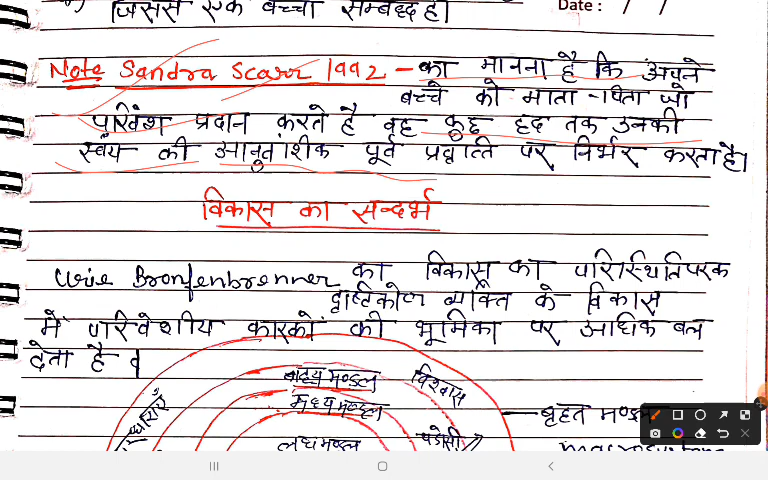 जिससे एक बच्चा सम्बद्ध है।
Date : / /
Note Sandra Scarr 1992 - का मानना है कि अपने
बच्चे को माता-पिता जो
परिवेश प्रदान करते है वह कुछ हद तक उनकी
स्वयं की आनुवांशिक पूर्व प्रवृत्ति पर निर्भर करता है।
विकास का सन्दर्भ
Urie Bronfenbrenner का विकास का परिस्थितिपरक
दृष्टिकोण व्यक्ति के विकास
में परिवेशीय कारकों की भूमिका पर अधिक बल
देता है।
बाह्य मण्डल
विश्वास
मध्य मण्डल
बृहत मण्डल
लघु मण्डल
पडोसी